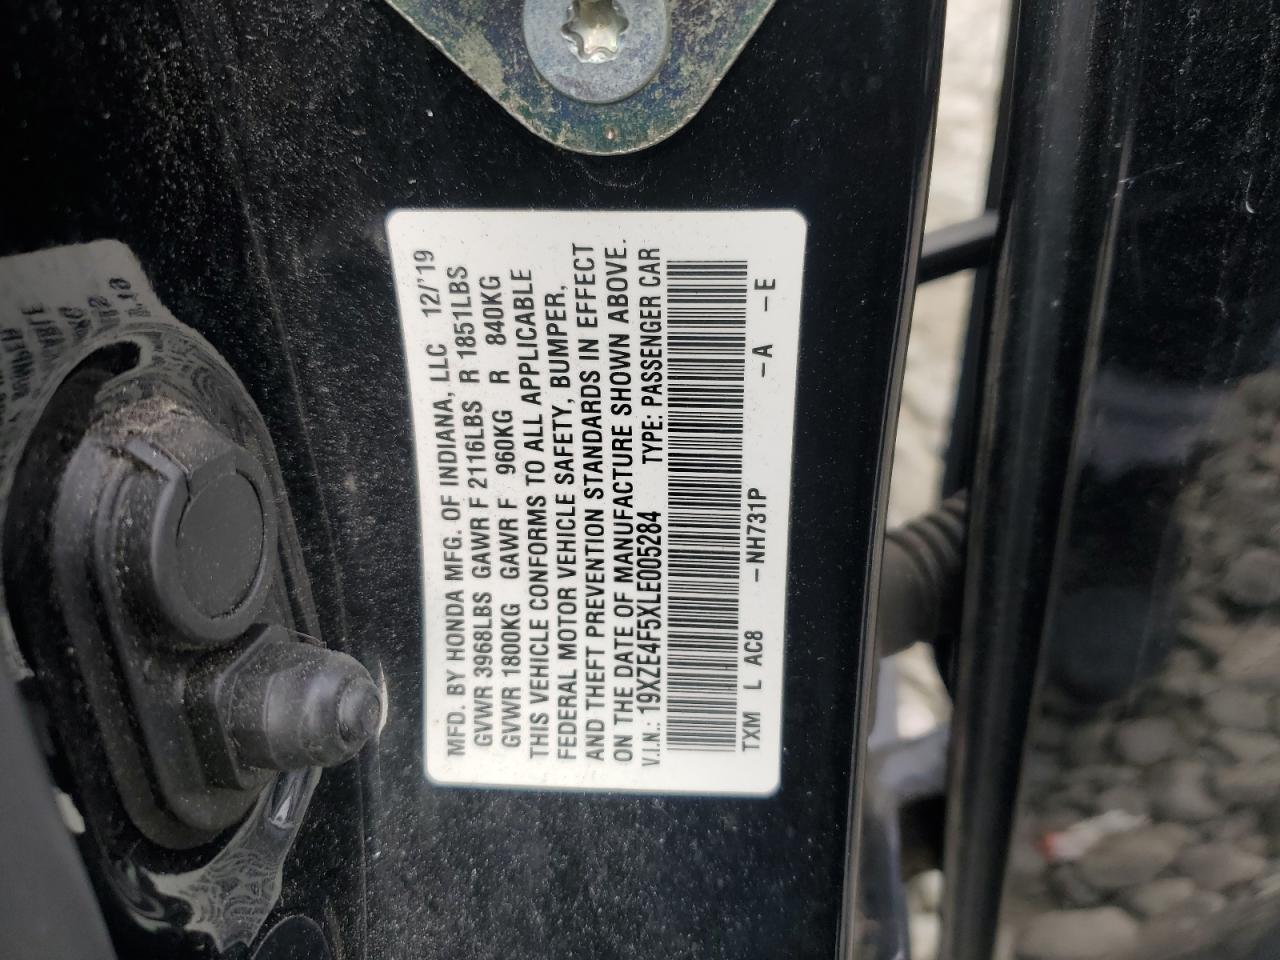 MFD. BY HONDA MFG. OF INDIANA, LLC 12/'19
GVWR 3968LBS GAWR F 2116LBS R 1851LBS
GVWR 1800KG GAWR F 960KG R 840KG
THIS VEHICLE CONFORMS TO ALL APPLICABLE
FEDERAL MOTOR VEHICLE SAFETY, BUMPER,
AND THEFT PREVENTION STANDARDS IN EFFECT
ON THE DATE OF MANUFACTURE SHOWN ABOVE.
V.I.N.: 19XZE4F5XLE005284 TYPE: PASSENGER CAR
TXM L AC8 -NH731P -A -E